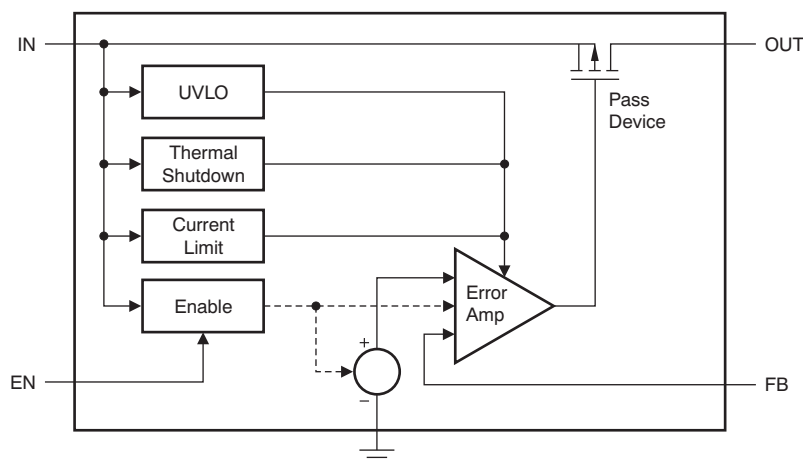 IN
OUT
UVLO
Pass
Device
Thermal
Shutdown
Current
Limit
Enable
Error
Amp
+
−
EN
FB